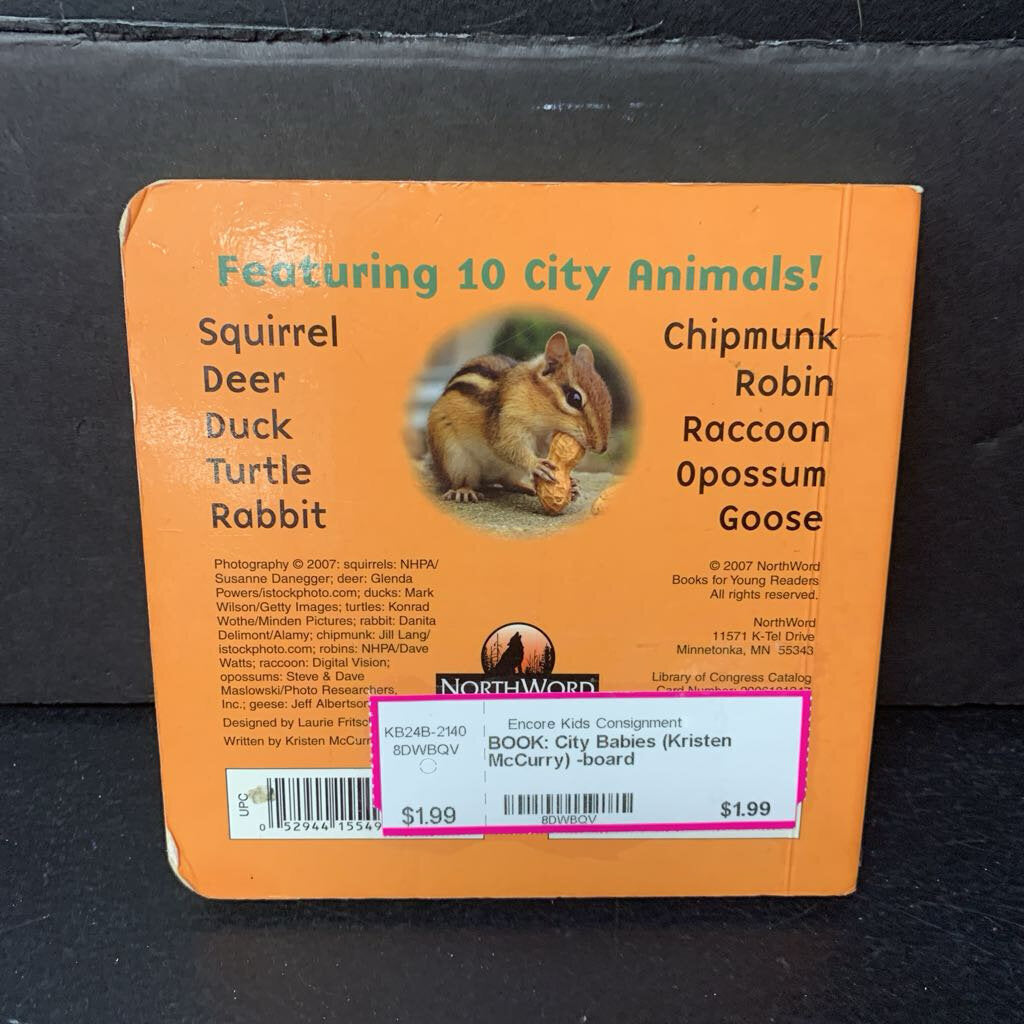 Featuring 10 City Animals!
Squirrel
Deer
Duck
Turtle
Rabbit
Chipmunk
Robin
Raccoon
Opossum
Goose
Photography © 2007: squirrels: NHPA/
Susanne Danegger; deer: Glenda
Powers/istockphoto.com; ducks: Mark
Wilson/Getty Images; turtles: Konrad
Wothe/Minden Pictures; rabbit: Danita
Delimont/Alamy; chipmunk: Jill Lang/
istockphoto.com; robins: NHPA/Dave
Watts; raccoon: Digital Vision;
opossums: Steve & Dave
Maslowski/Photo Researchers,
Inc.; geese: Jeff Albertson
Designed by Laurie
Written by Kristen
© 2007 NorthWord
Books for Young Readers
All rights reserved.
NorthWord
11571 K-Tel Drive
Minnetonka, MN 55343
Library of Congress Catalog
Card Number:
NORTHWORD
KB24B-2140
8DWBQV
$1.99
Encore Kids Consignment
BOOK: City Babies (Kristen
McCurry) -board
8DWBQV
$1.99
UPC
0 52944 15549